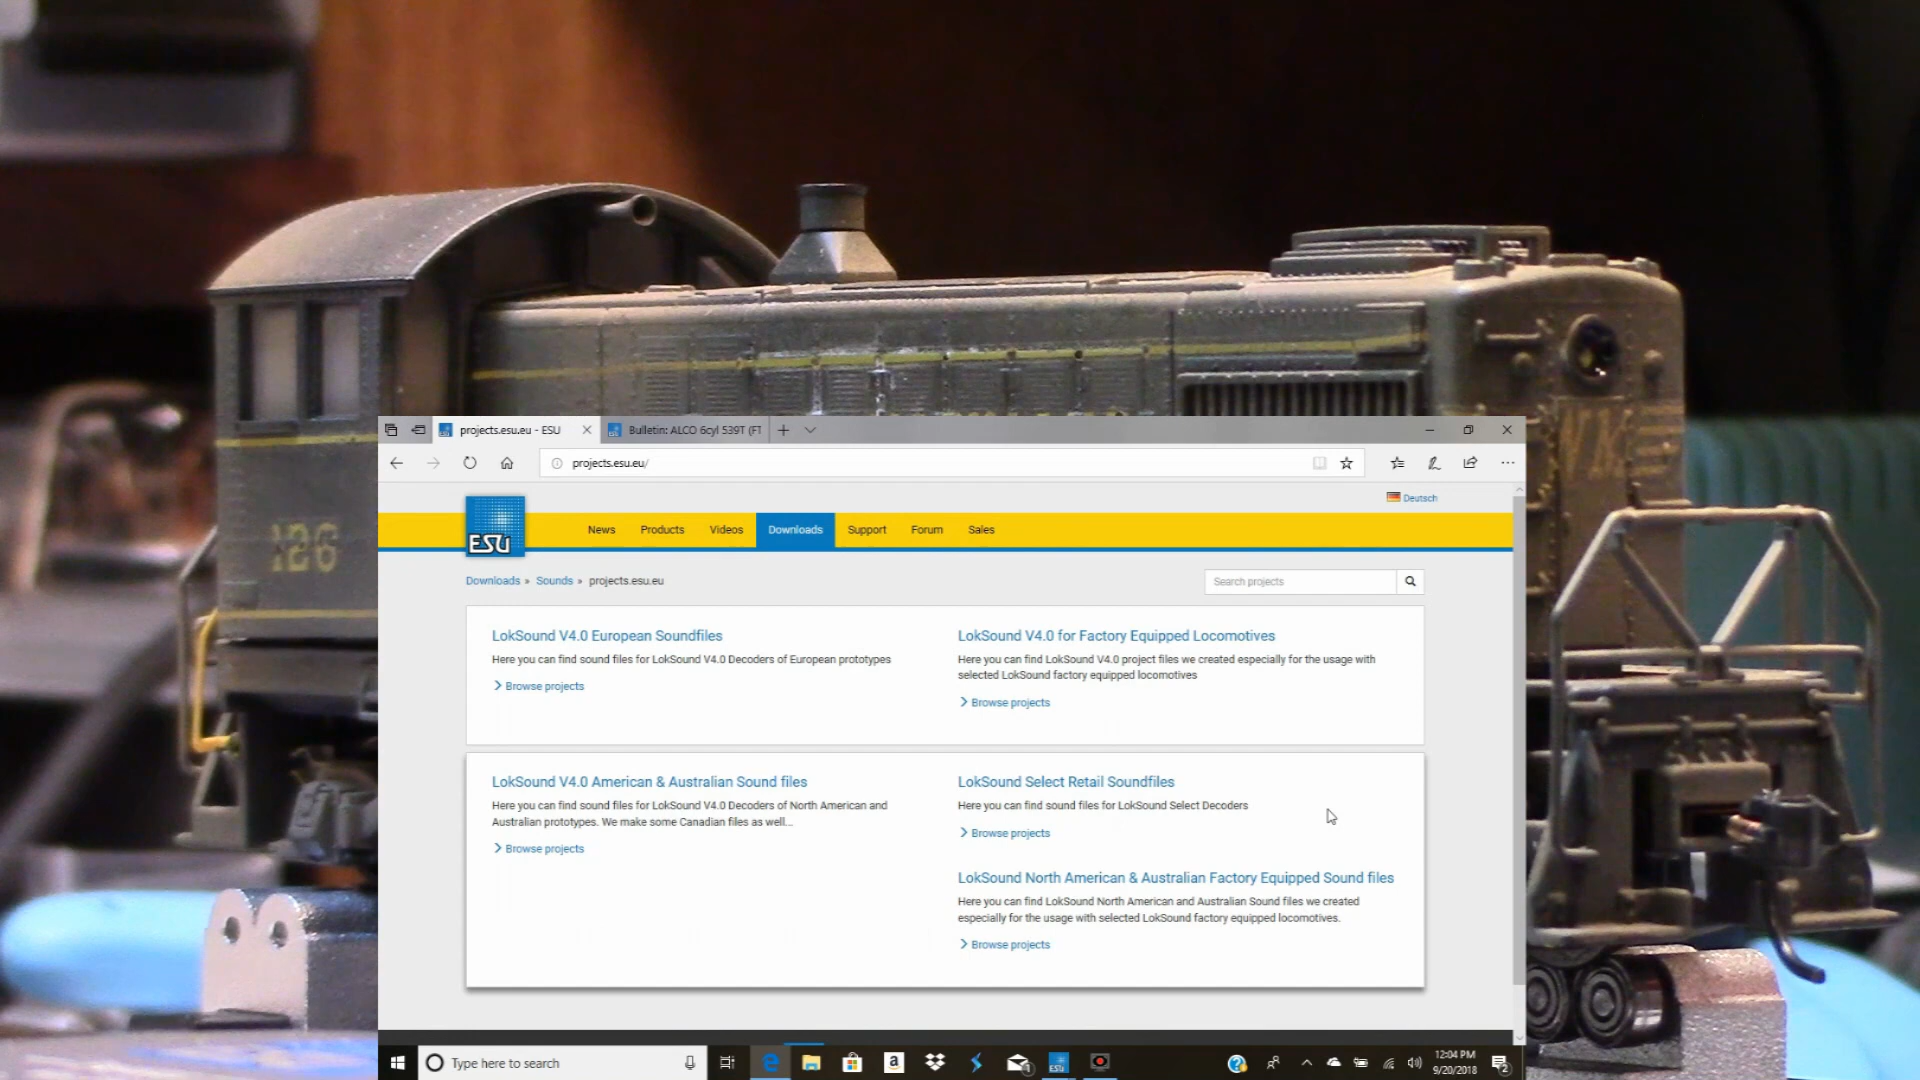 126
projects.esu.eu - ESU
Bulletin: ALCO 6cyl 539T (FT
projects.esu.eu/
Deutsch
ESU
News
Products
Videos
Downloads
Support
Forum
Sales
Downloads » Sounds » projects.esu.eu
Search projects
LokSound V4.0 European Soundfiles
Here you can find sound files for LokSound V4.0 Decoders of European prototypes
Browse projects
LokSound V4.0 for Factory Equipped Locomotives
Here you can find LokSound V4.0 project files we created especially for the usage with
selected LokSound factory equipped locomotives
Browse projects
LokSound V4.0 American & Australian Sound files
Here you can find sound files for LokSound V4.0 Decoders of North American and
Australian prototypes. We make some Canadian files as well...
Browse projects
LokSound Select Retail Soundfiles
Here you can find sound files for LokSound Select Decoders
Browse projects
LokSound North American & Australian Factory Equipped Sound files
Here you can find LokSound North American and Australian Sound files we created
especially for the usage with selected LokSound factory equipped locomotives.
Browse projects
Type here to search
12:04 PM
9/20/2018